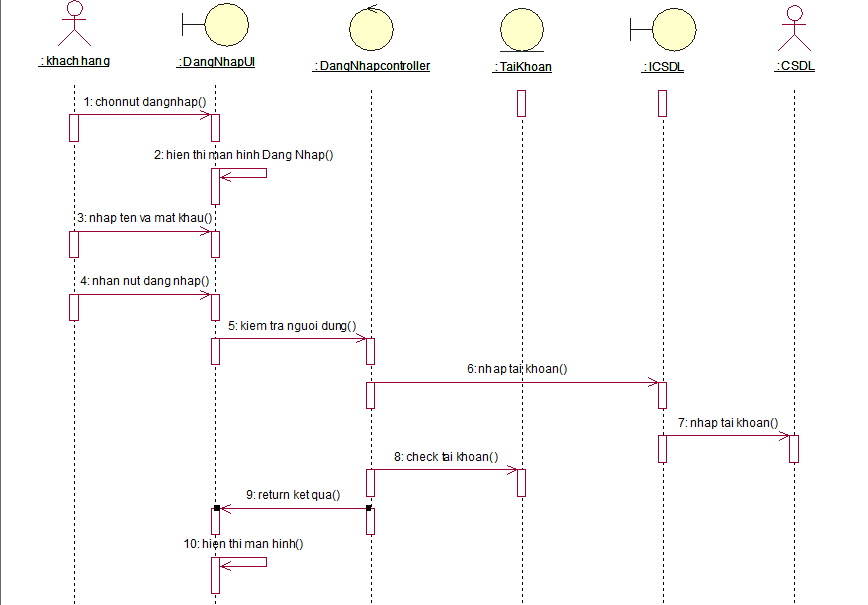 : khach hang
: DangNhapUI
: DangNhapcontroller
: TaiKhoan
: ICSDL
: CSDL
1: chonnut dangnhap()
2: hien thi man hinh Dang Nhap()
3: nhap ten va mat khau()
4: nhan nut dang nhap()
5: kiem tra nguoi dung()
6: nhap tai khoan()
7: nhap tai khoan()
8: check tai khoan()
9: return ket qua()
10: hien thi man hinh()